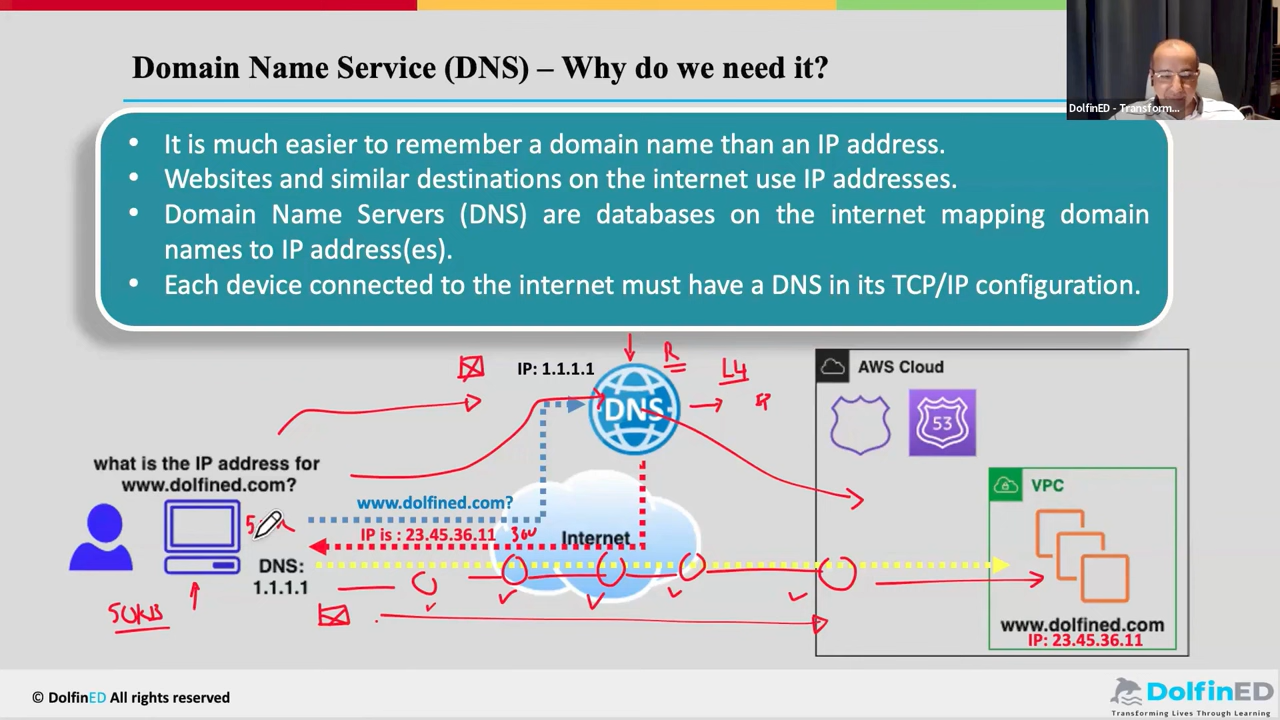 Domain Name Service (DNS) – Why do we need it?
DolfinED - Transform...
• It is much easier to remember a domain name than an IP address.
• Websites and similar destinations on the internet use IP addresses.
• Domain Name Servers (DNS) are databases on the internet mapping domain
names to IP address(es).
• Each device connected to the internet must have a DNS in its TCP/IP configuration.
IP: 1.1.1.1
R
L4
DNS
AWS Cloud
53
what is the IP address for
www.dolfined.com?
VPC
www.dolfined.com?
IP is : 23.45.36.11
300
Internet
DNS:
1.1.1.1
50KB
www.dolfined.com
IP: 23.45.36.11
© DolfinED All rights reserved
DolfinED
Transforming Lives Through Learning